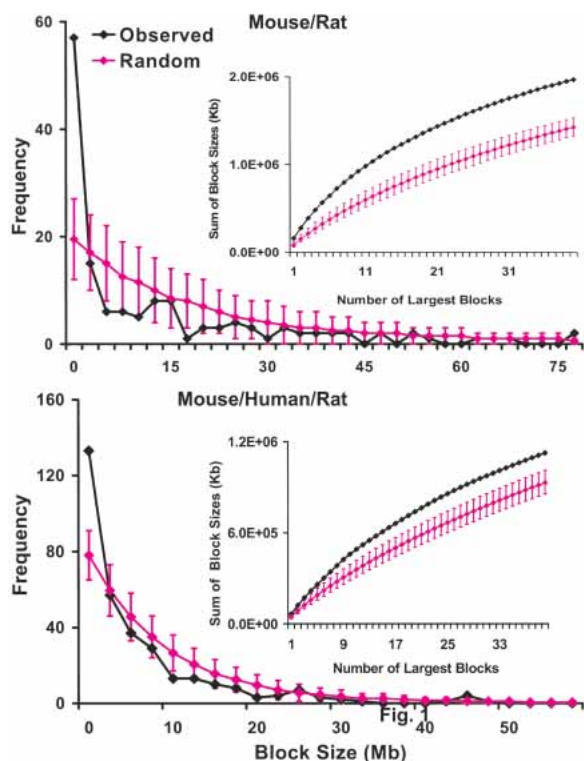 Mouse/Rat
Observed
Random
60
40
20
0
Frequency
0 15 30 45 60 75
2.0E+06
1.0E+06
0.0E+00
Sum of Block Sizes (Kb)
1 11 21 31
Number of Largest Blocks
Mouse/Human/Rat
160
120
80
40
0
Frequency
1.2E+06
6.0E+05
0.0E+00
Sum of Block Sizes (Kb)
1 9 17 25 33
Number of Largest Blocks
Fig.
0 10 20 30 40 50
Block Size (Mb)